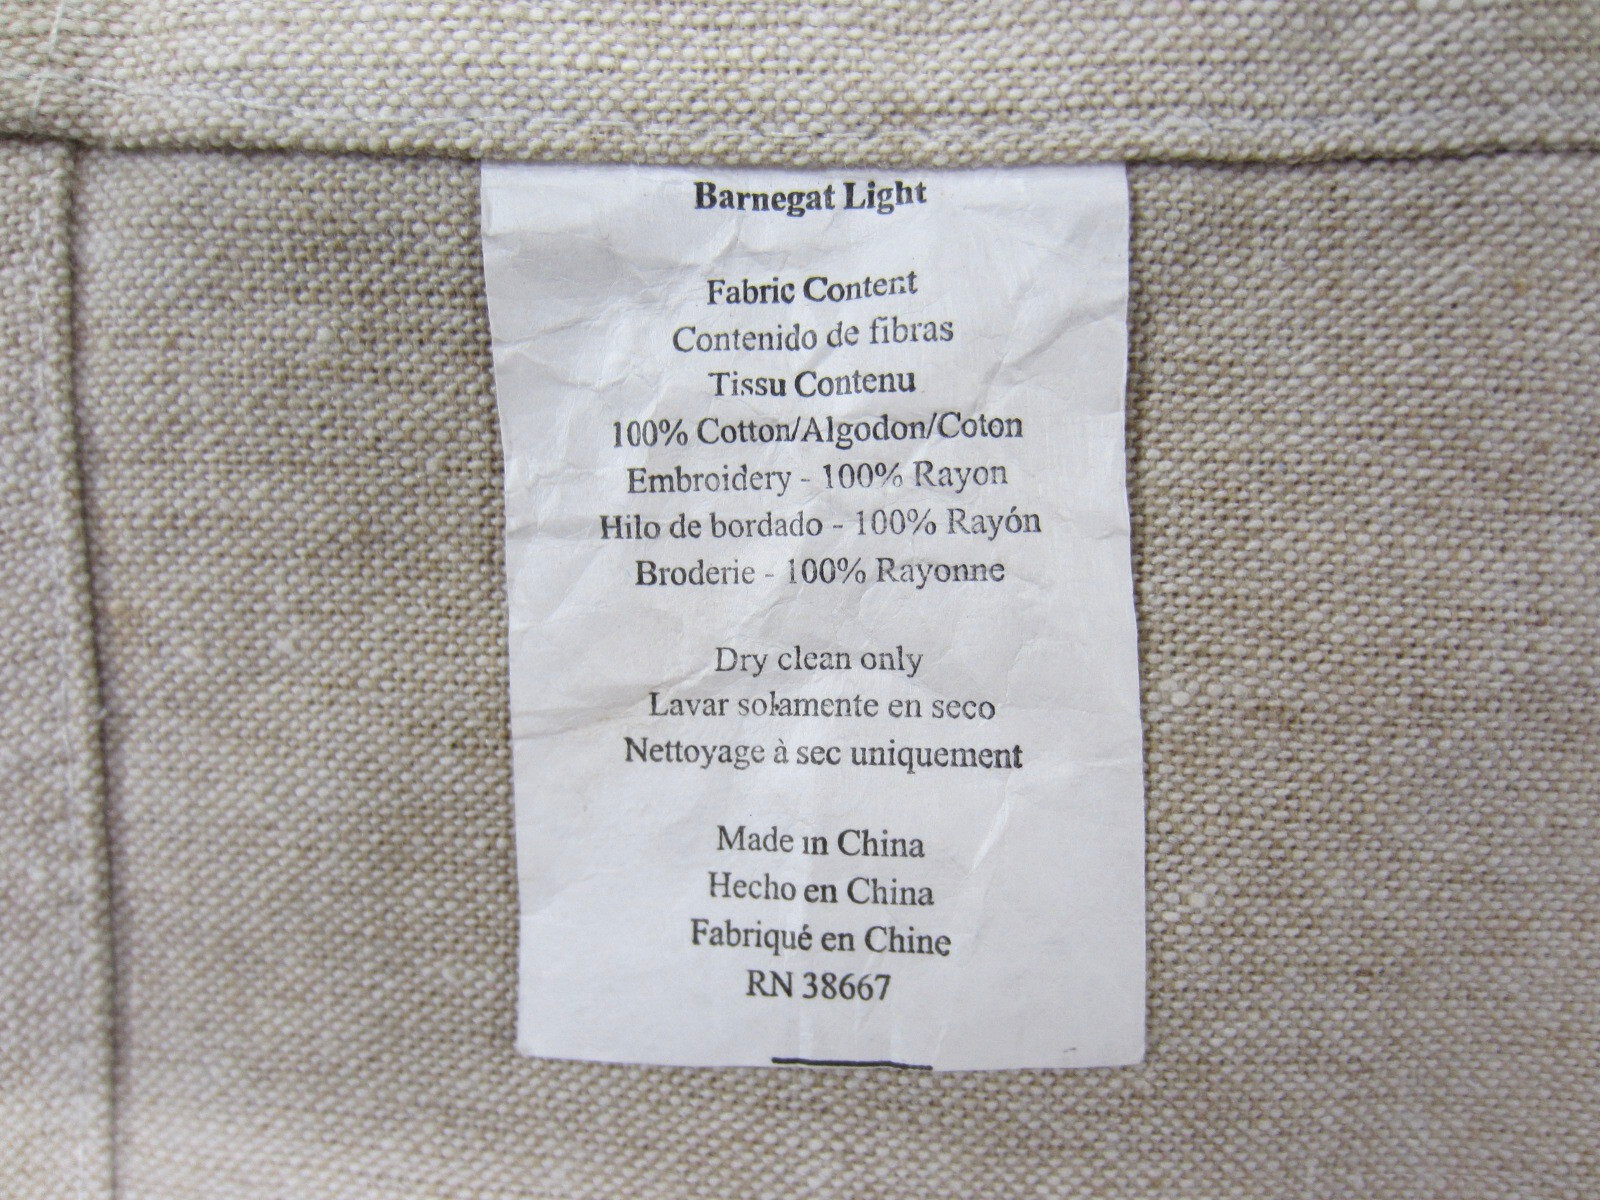 Barnegat Light
Fabric Content
Contenido de fibras
Tissu Contenu
100% Cotton/Algodon/Coton
Embroidery - 100% Rayon
Hilo de bordado - 100% Rayón
Broderie - 100% Rayonne
Dry clean only
Lavar solamente en seco
Nettoyage à sec uniquement
Made in China
Hecho en China
Fabriqué en Chine
RN 38667